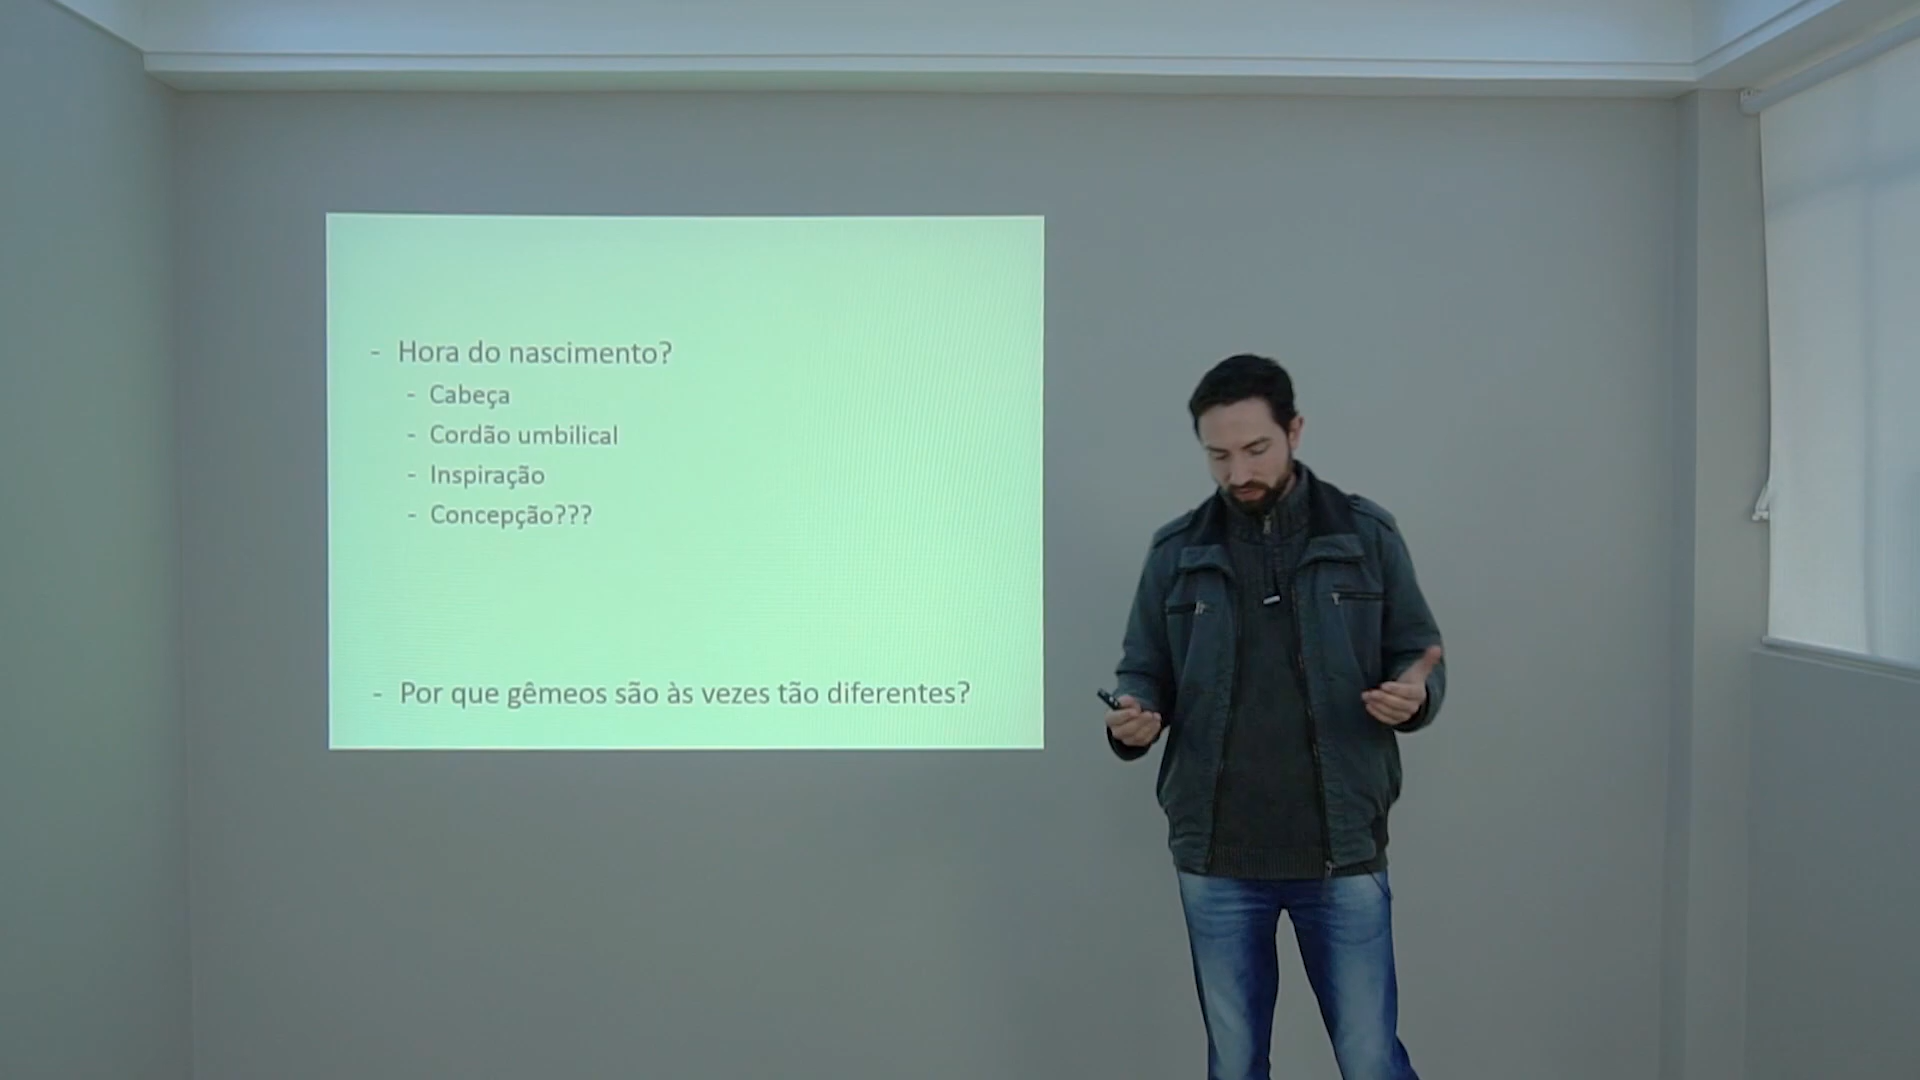 - Hora do nascimento?
- Cabeça
- Cordão umbilical
- Inspiração
- Concepção???
- Por que gêmeos são às vezes tão diferentes?